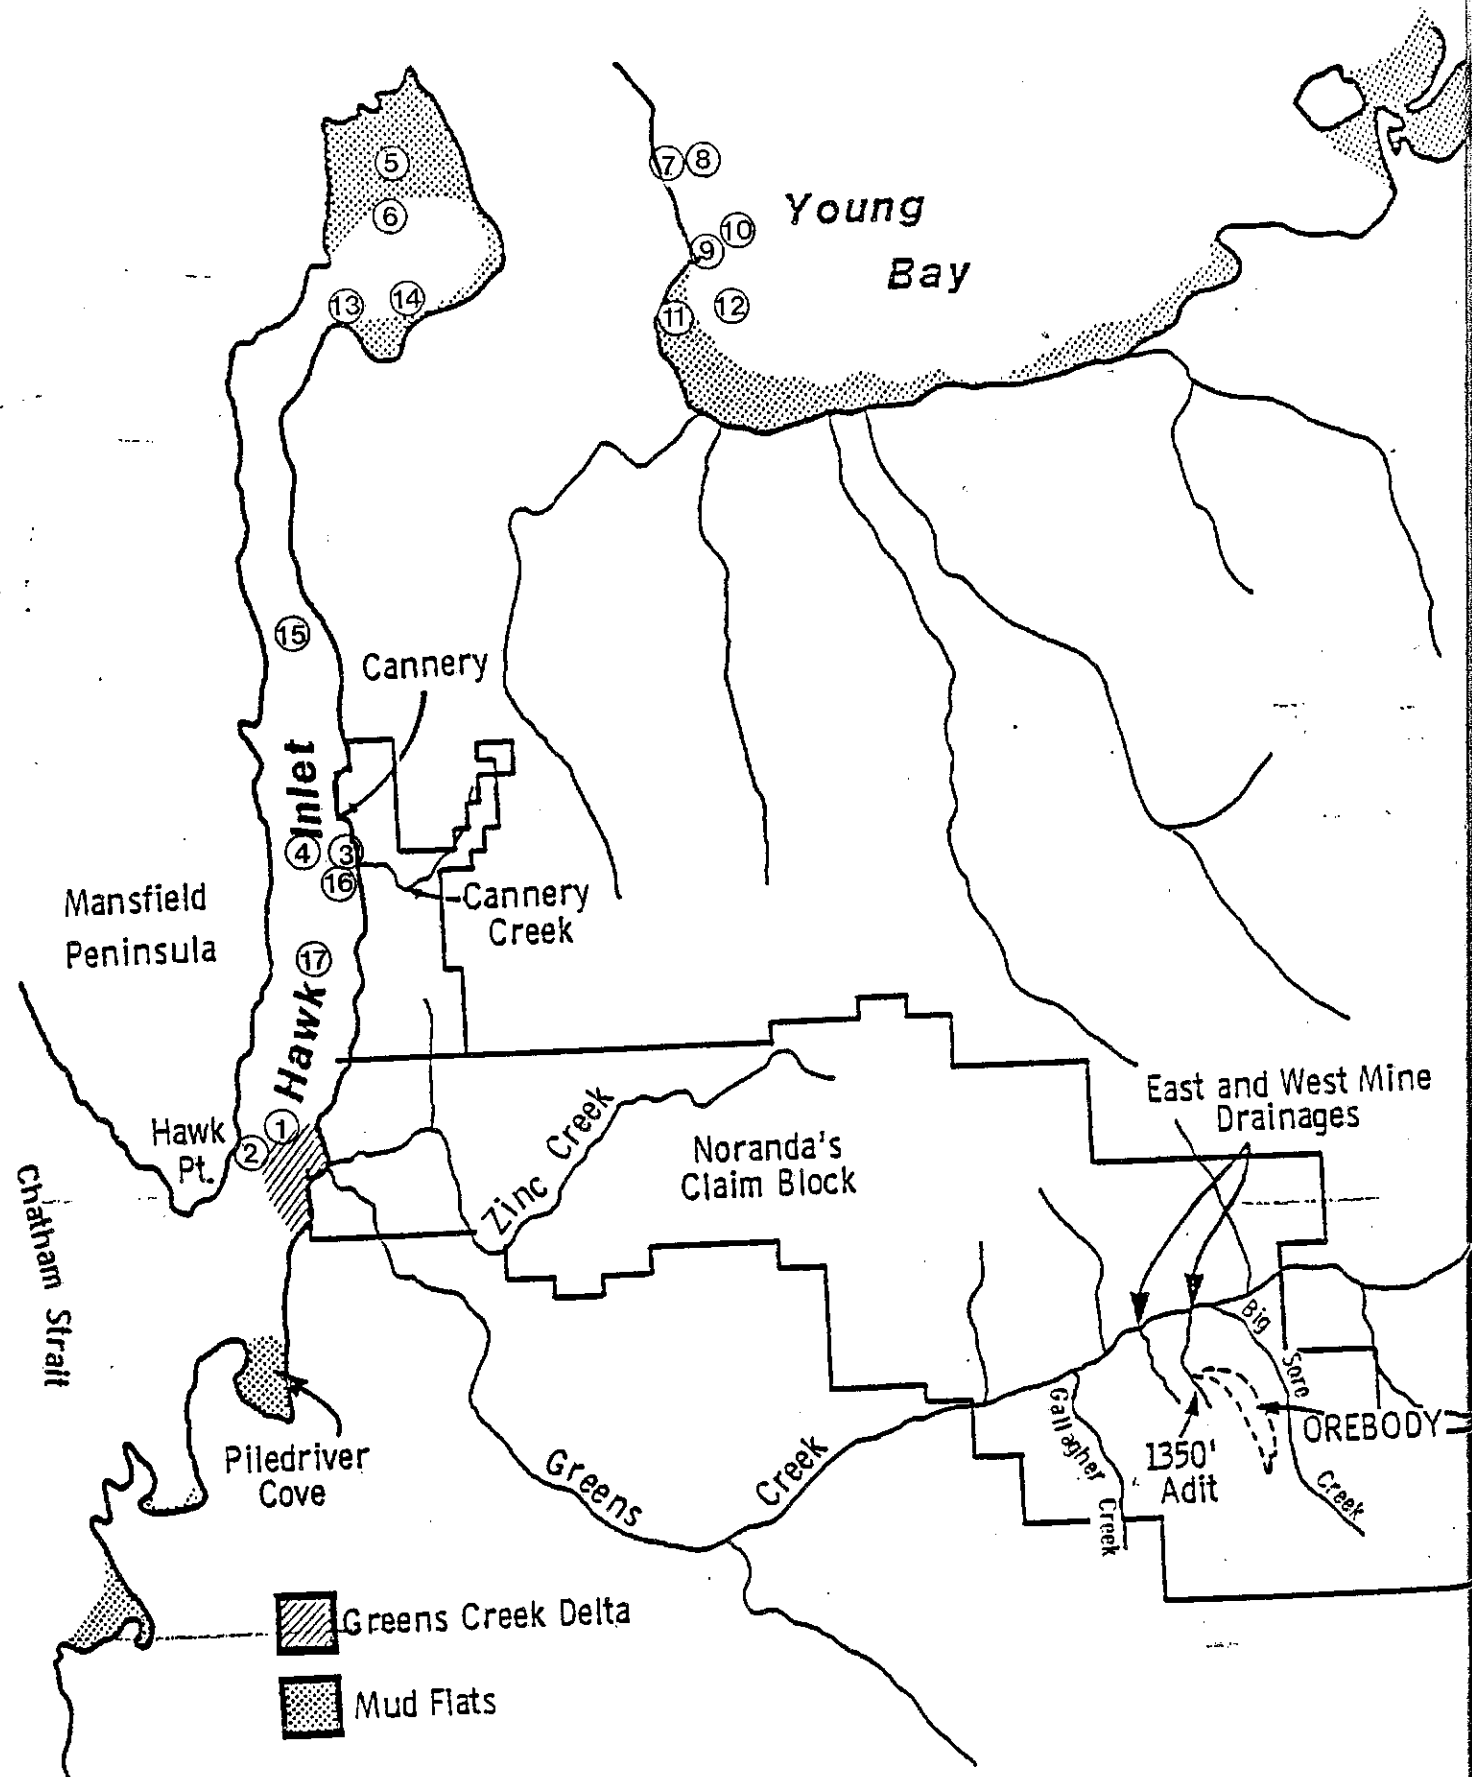 5
6
7
8
Young
10
9
Bay
13
14
11
12
15
Cannery
Hawk Inlet
4
3
16
Cannery
Creek
Mansfield
Peninsula
17
East and West Mine
Drainages
1
Hawk
Pt.
2
Zinc Creek
Noranda's
Claim Block
Chatham Strait
Big Sore Creek
Gallagher Creek
OREBODY
1350'
Adit
Piledriver
Cove
Greens Creek
Greens Creek Delta
Mud Flats